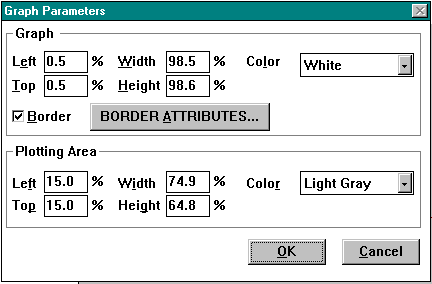 Graph Parameters
Graph
Left 0.5 % Width 98.5 % Color White
Top 0.5 % Height 98.6 %
Border BORDER ATTRIBUTES...
Plotting Area
Left 15.0 % Width 74.9 % Color Light Gray
Top 15.0 % Height 64.8 %
OK Cancel